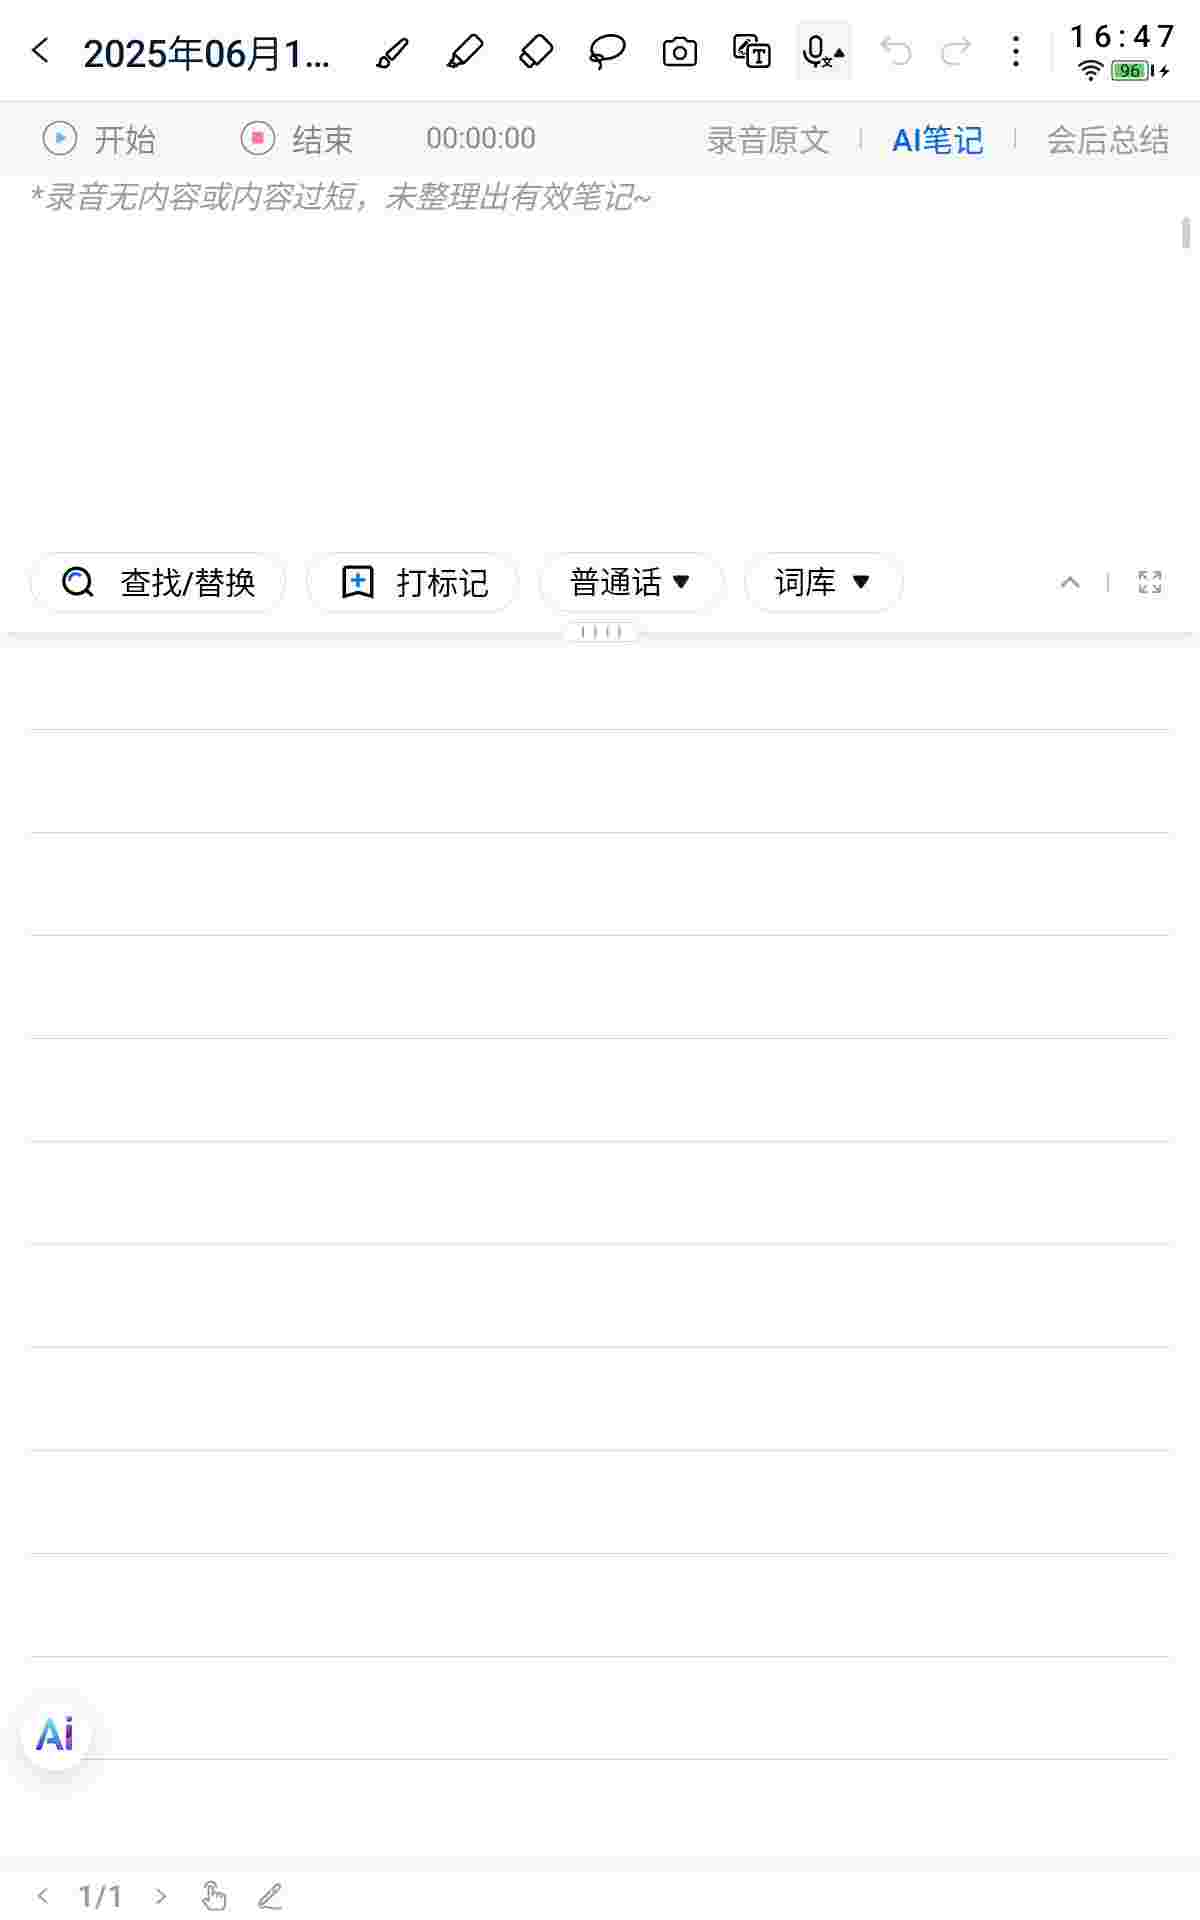 2025年06月1... 16:47
96
开始 结束 00:00:00 录音原文 AI笔记 会后总结
*录音无内容或内容过短，未整理出有效笔记~
查找/替换 打标记 普通话 词库
Ai
1/1